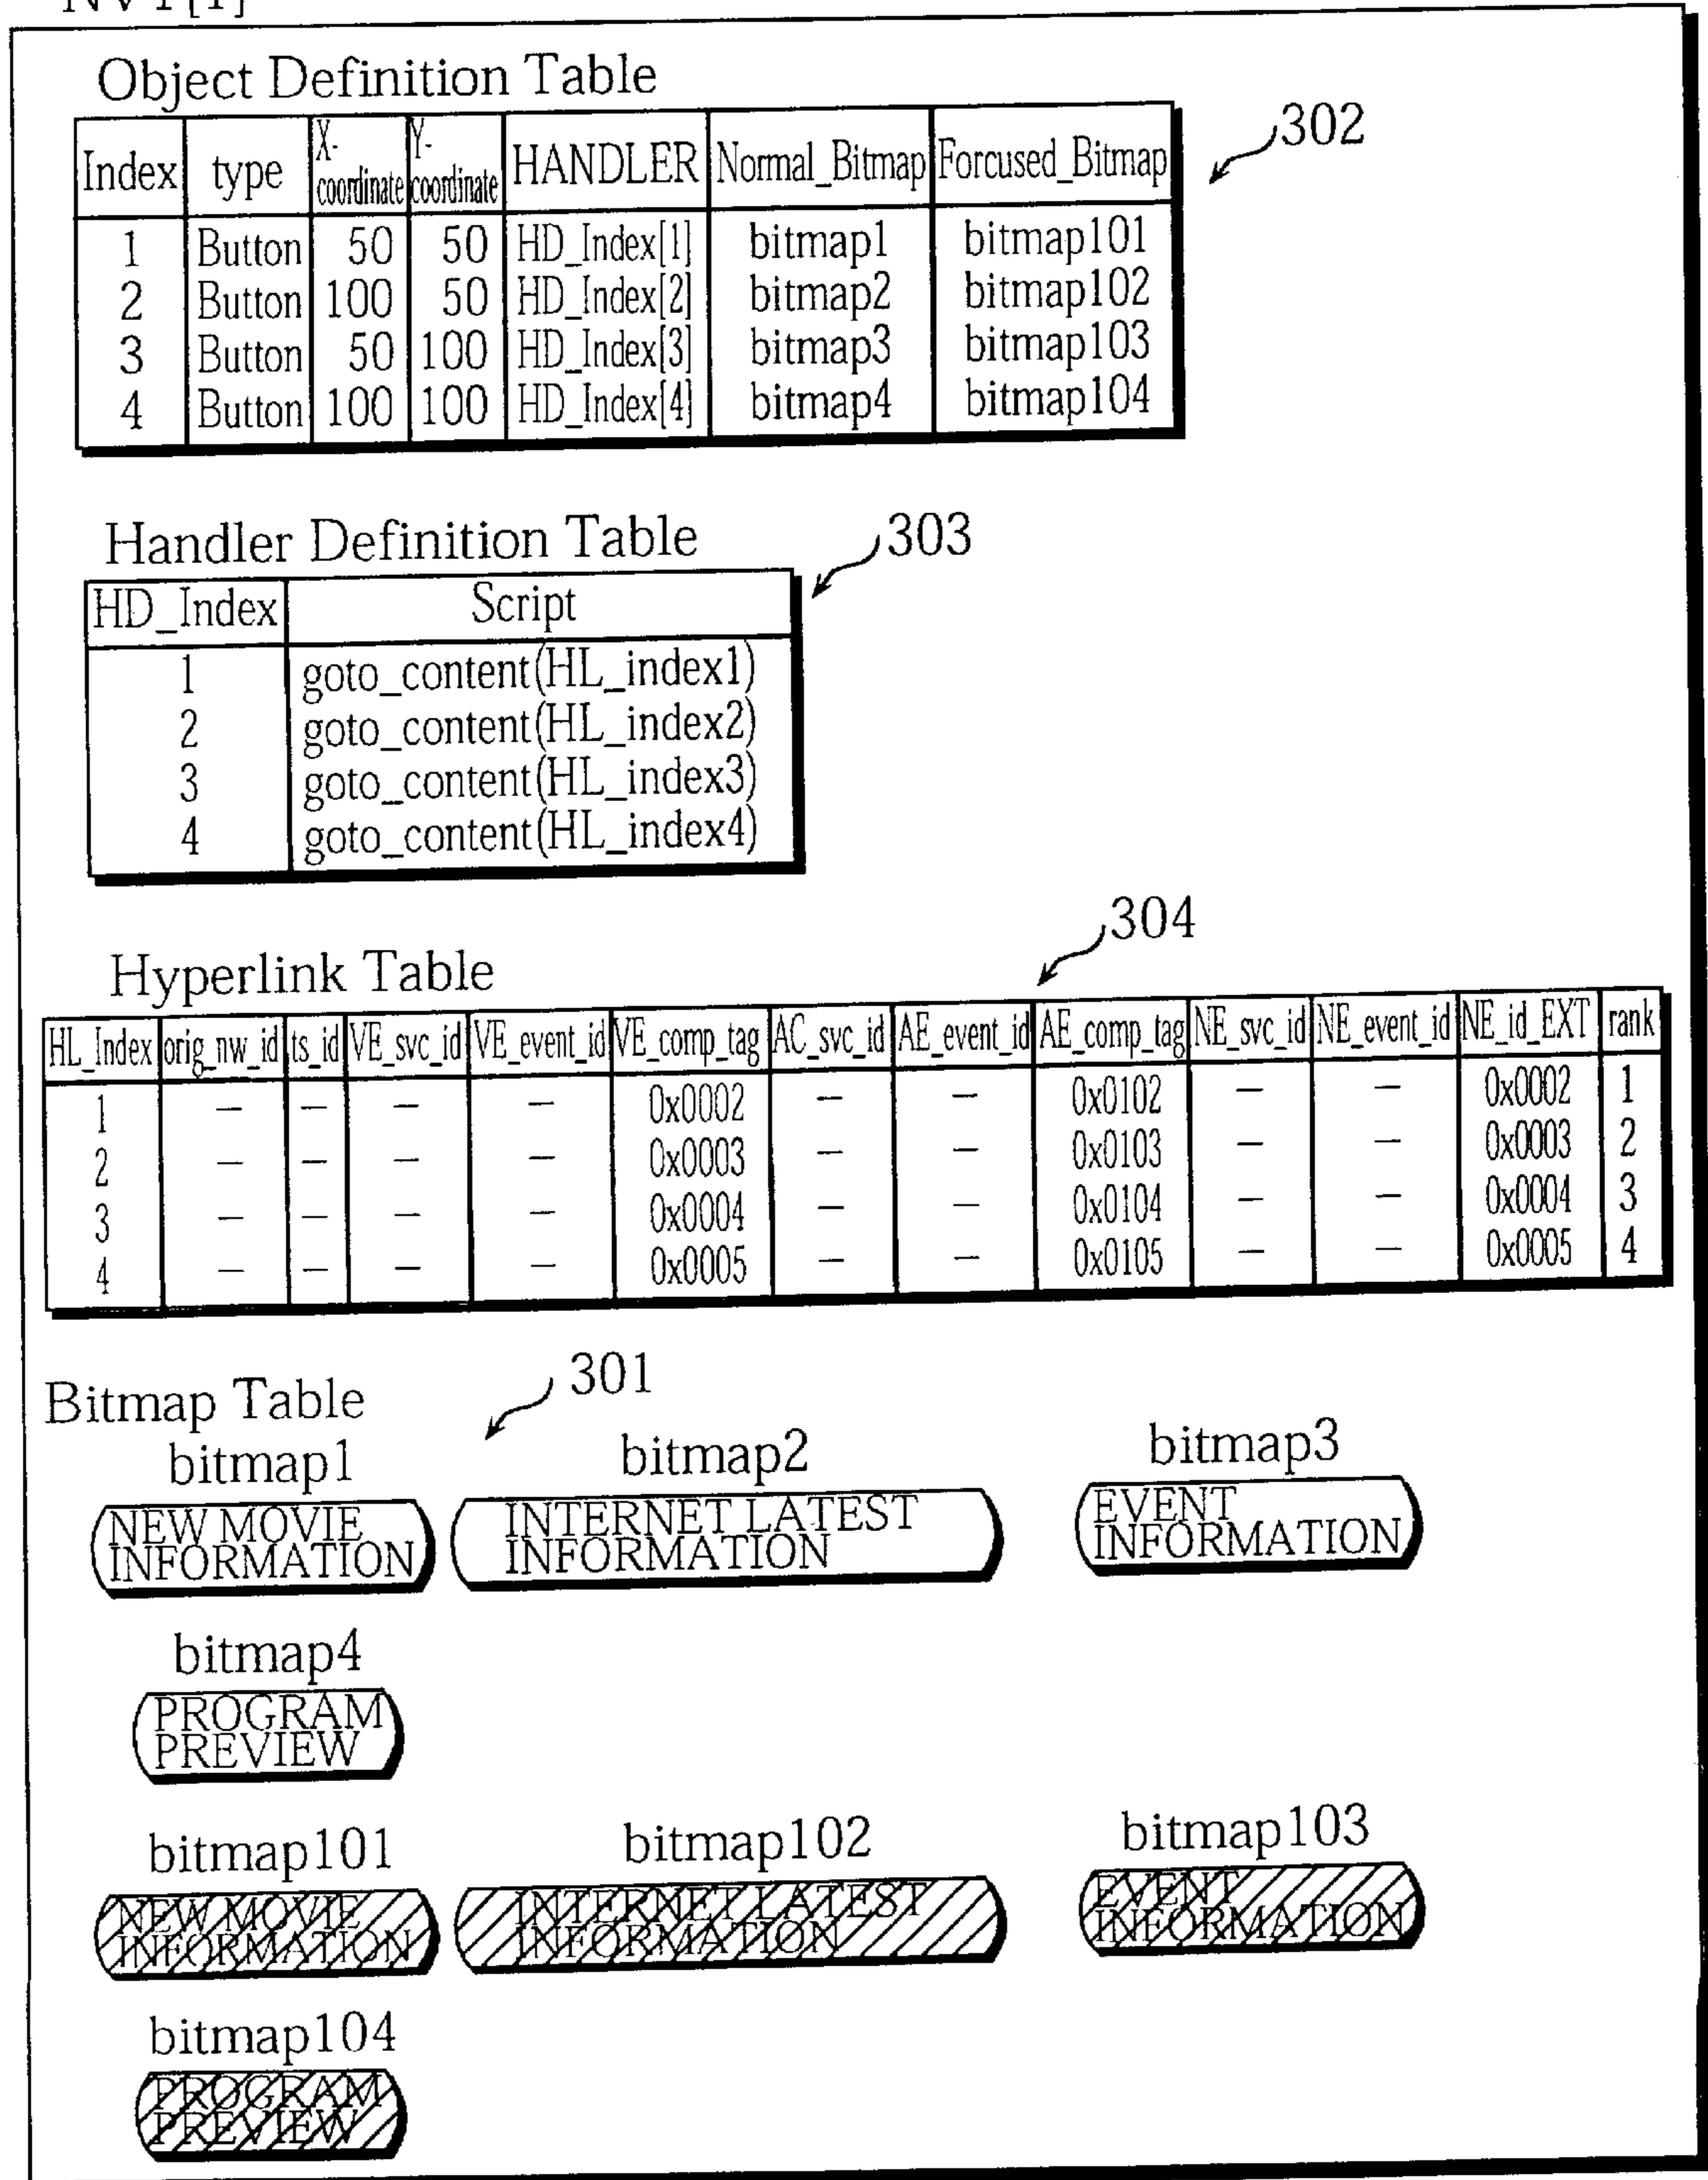 Object Definition Table
302
Index type X-coordinate Y-coordinate HANDLER Normal_Bitmap Forcused_Bitmap
1 Button 50 50 HD_Index[1] bitmap1 bitmap101
2 Button 100 50 HD_Index[2] bitmap2 bitmap102
3 Button 50 100 HD_Index[3] bitmap3 bitmap103
4 Button 100 100 HD_Index[4] bitmap4 bitmap104
Handler Definition Table
303
HD_Index Script
1 goto_content(HL_index1)
2 goto_content(HL_index2)
3 goto_content(HL_index3)
4 goto_content(HL_index4)
304
Hyperlink Table
HL_Index orig_nw_id ts_id VE_svc_id VE_event_id VE_comp_tag AC_svc_id AE_event_id AE_comp_tag NE_svc_id NE_event_id NE_id_EXT rank
1 – – – – 0x0002 – – 0x0102 – – 0x0002 1
2 – – – – 0x0003 – – 0x0103 – – 0x0003 2
3 – – – – 0x0004 – – 0x0104 – – 0x0004 3
4 – – – – 0x0005 – – 0x0105 – – 0x0005 4
Bitmap Table
301
bitmap1 bitmap2 bitmap3
NEW MOVIE INTERNET LATEST EVENT
INFORMATION INFORMATION INFORMATION
bitmap4
PROGRAM
PREVIEW
bitmap101 bitmap102 bitmap103
NEW MOVIE INTERNET LATEST EVENT
INFORMATION INFORMATION INFORMATION
bitmap104
PROGRAM
PREVIEW